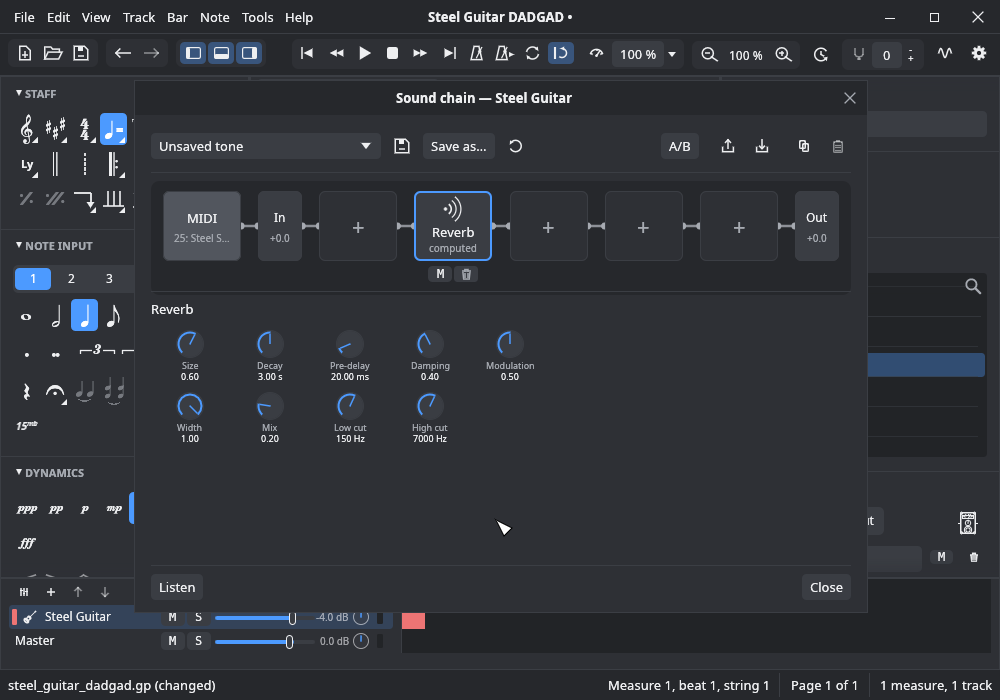 File Edit View Track Bar Note Tools Help
Steel Guitar DADGAD •
100 %
100 %
0
STAFF
Ly
NOTE INPUT
1 2 3
3
15mb
DYNAMICS
ppp pp p mp
fff
Sound chain — Steel Guitar
Unsaved tone
Save as...
A/B
MIDI
25: Steel S...
In
+0.0
+
Reverb
computed
+
+
+
Out
+0.0
M
Reverb
Size
0.60
Decay
3.00 s
Pre-delay
20.00 ms
Damping
0.40
Modulation
0.50
Width
1.00
Mix
0.20
Low cut
150 Hz
High cut
7000 Hz
Listen
Close
M
Steel Guitar M S -4.0 dB
Master M S 0.0 dB
steel_guitar_dadgad.gp (changed)
Measure 1, beat 1, string 1
Page 1 of 1
1 measure, 1 track